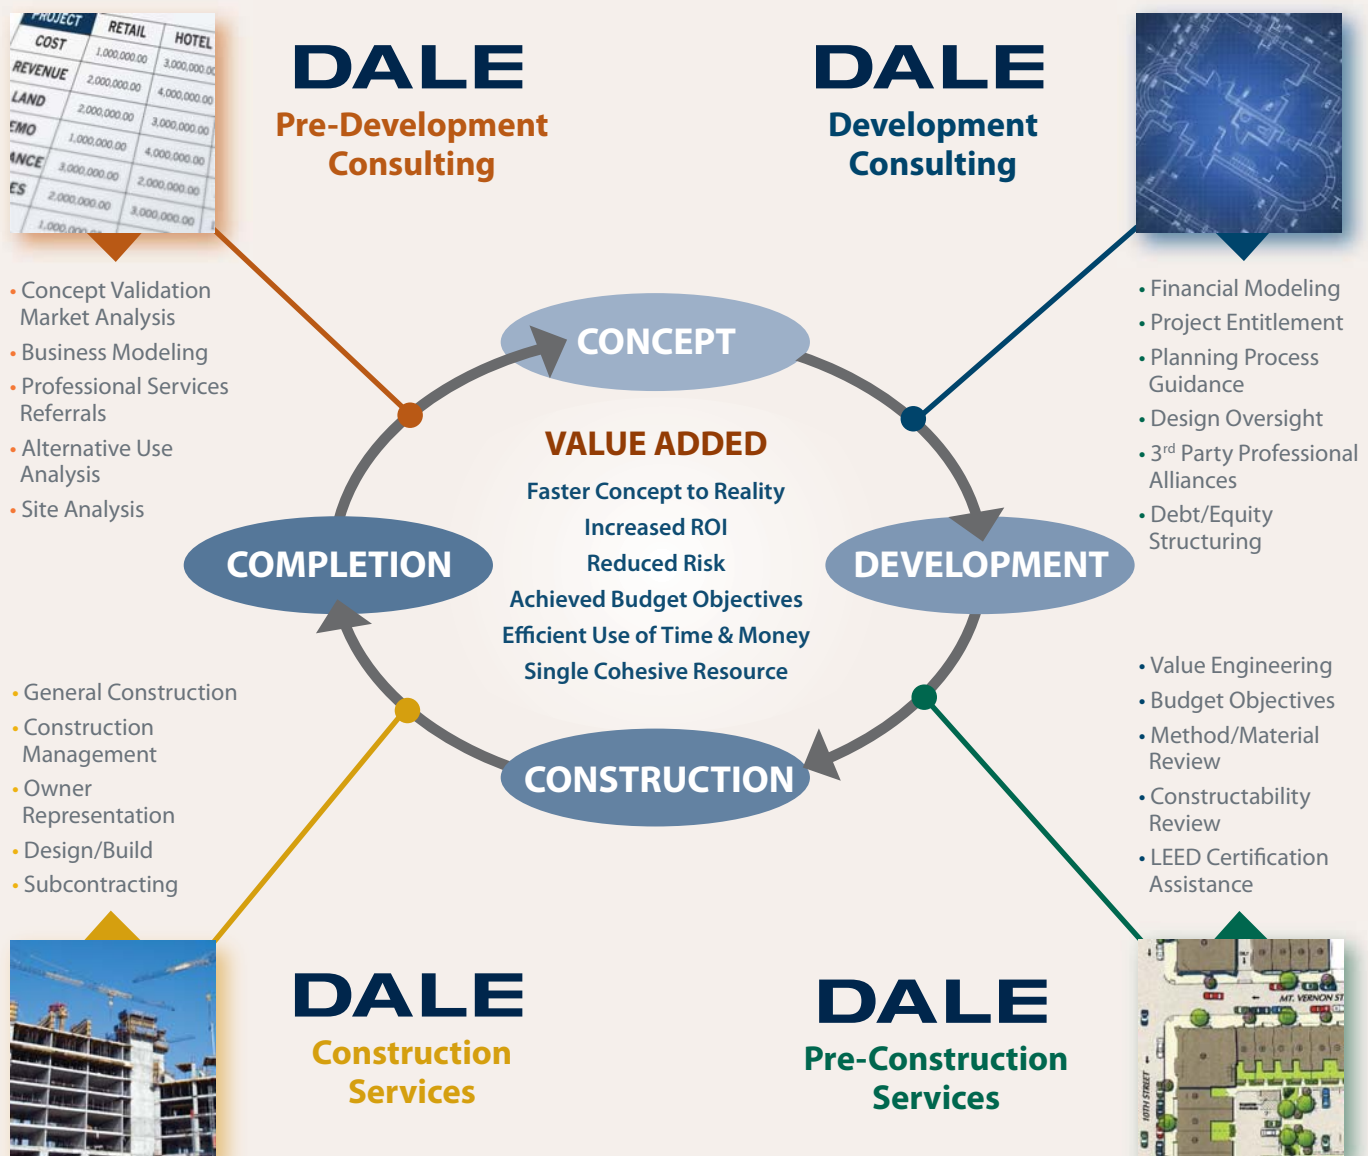 PROJECT RETAIL HOTEL
COST 1,000,000.00 3,000,000.00
REVENUE 2,000,000.00 4,000,000.00
LAND 2,000,000.00 3,000,000.00
EMO 1,000,000.00 4,000,000.00
ANCE 3,000,000.00 2,000,000.00
ES 2,000,000.00 3,000,000.00
DALE
Pre-Development
Consulting
DALE
Development
Consulting
• Concept Validation
Market Analysis
• Business Modeling
• Professional Services
Referrals
• Alternative Use
Analysis
• Site Analysis
• Financial Modeling
• Project Entitlement
• Planning Process
Guidance
• Design Oversight
• 3rd Party Professional
Alliances
• Debt/Equity
Structuring
CONCEPT
VALUE ADDED
Faster Concept to Reality
Increased ROI
Reduced Risk
Achieved Budget Objectives
Efficient Use of Time & Money
Single Cohesive Resource
COMPLETION
DEVELOPMENT
CONSTRUCTION
• General Construction
• Construction
Management
• Owner
Representation
• Design/Build
• Subcontracting
• Value Engineering
• Budget Objectives
• Method/Material
Review
• Constructability
Review
• LEED Certification
Assistance
DALE
Construction
Services
DALE
Pre-Construction
Services
MT. VERNON ST
10TH STREET